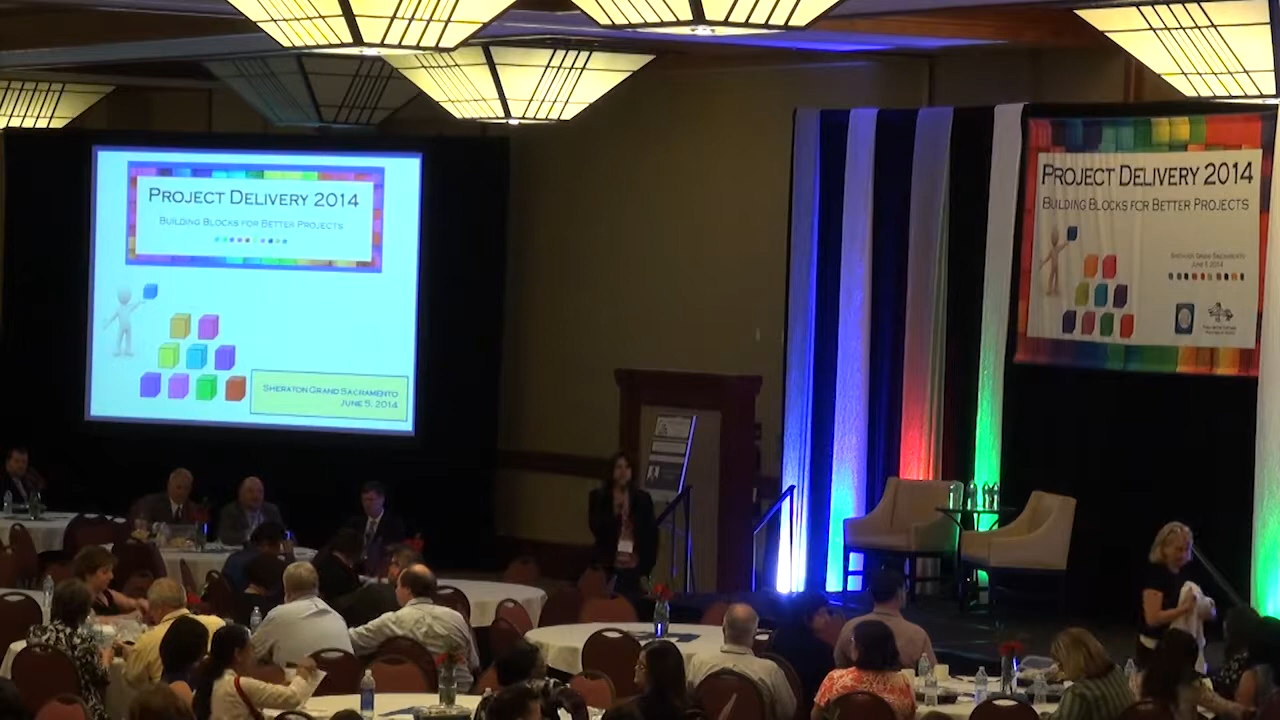 PROJECT DELIVERY 2014
BUILDING BLOCKS FOR BETTER PROJECTS
SHERATON GRAND SACRAMENTO
JUNE 5, 2014
PROJECT DELIVERY 2014
BUILDING BLOCKS FOR BETTER PROJECTS
SHERATON GRAND SACRAMENTO
JUNE 5, 2014